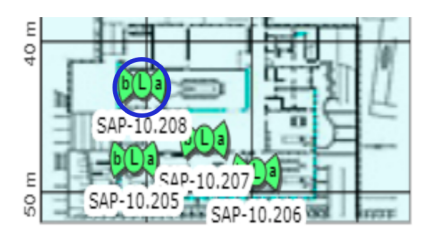 40 m
b L a
SAP-10.208
b L a
b L a
SAP-10.207
L a
SAP-10.205
SAP-10.206
50 m